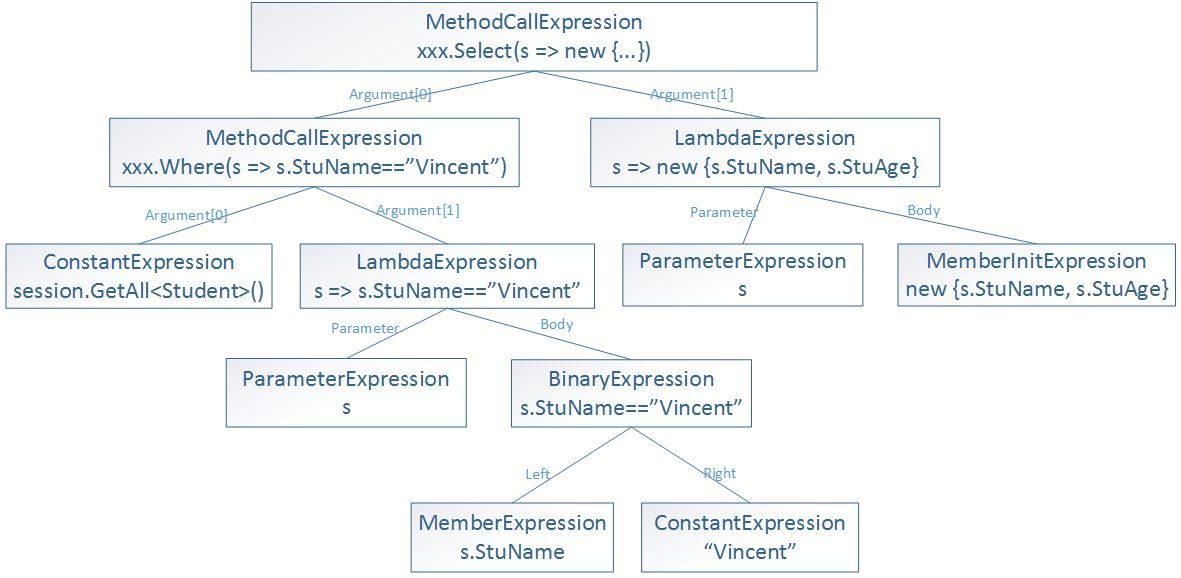 MethodCallExpression
xxx.Select(s => new {...})
Argument[0]
Argument[1]
MethodCallExpression
xxx.Where(s => s.StuName==”Vincent”)
LambdaExpression
s => new {s.StuName, s.StuAge}
Argument[0]
Argument[1]
Parameter
Body
ConstantExpression
session.GetAll<Student>()
LambdaExpression
s => s.StuName==”Vincent”
ParameterExpression
s
MemberInitExpression
new {s.StuName, s.StuAge}
Parameter
Body
ParameterExpression
s
BinaryExpression
s.StuName==”Vincent”
Left
Right
MemberExpression
s.StuName
ConstantExpression
“Vincent”